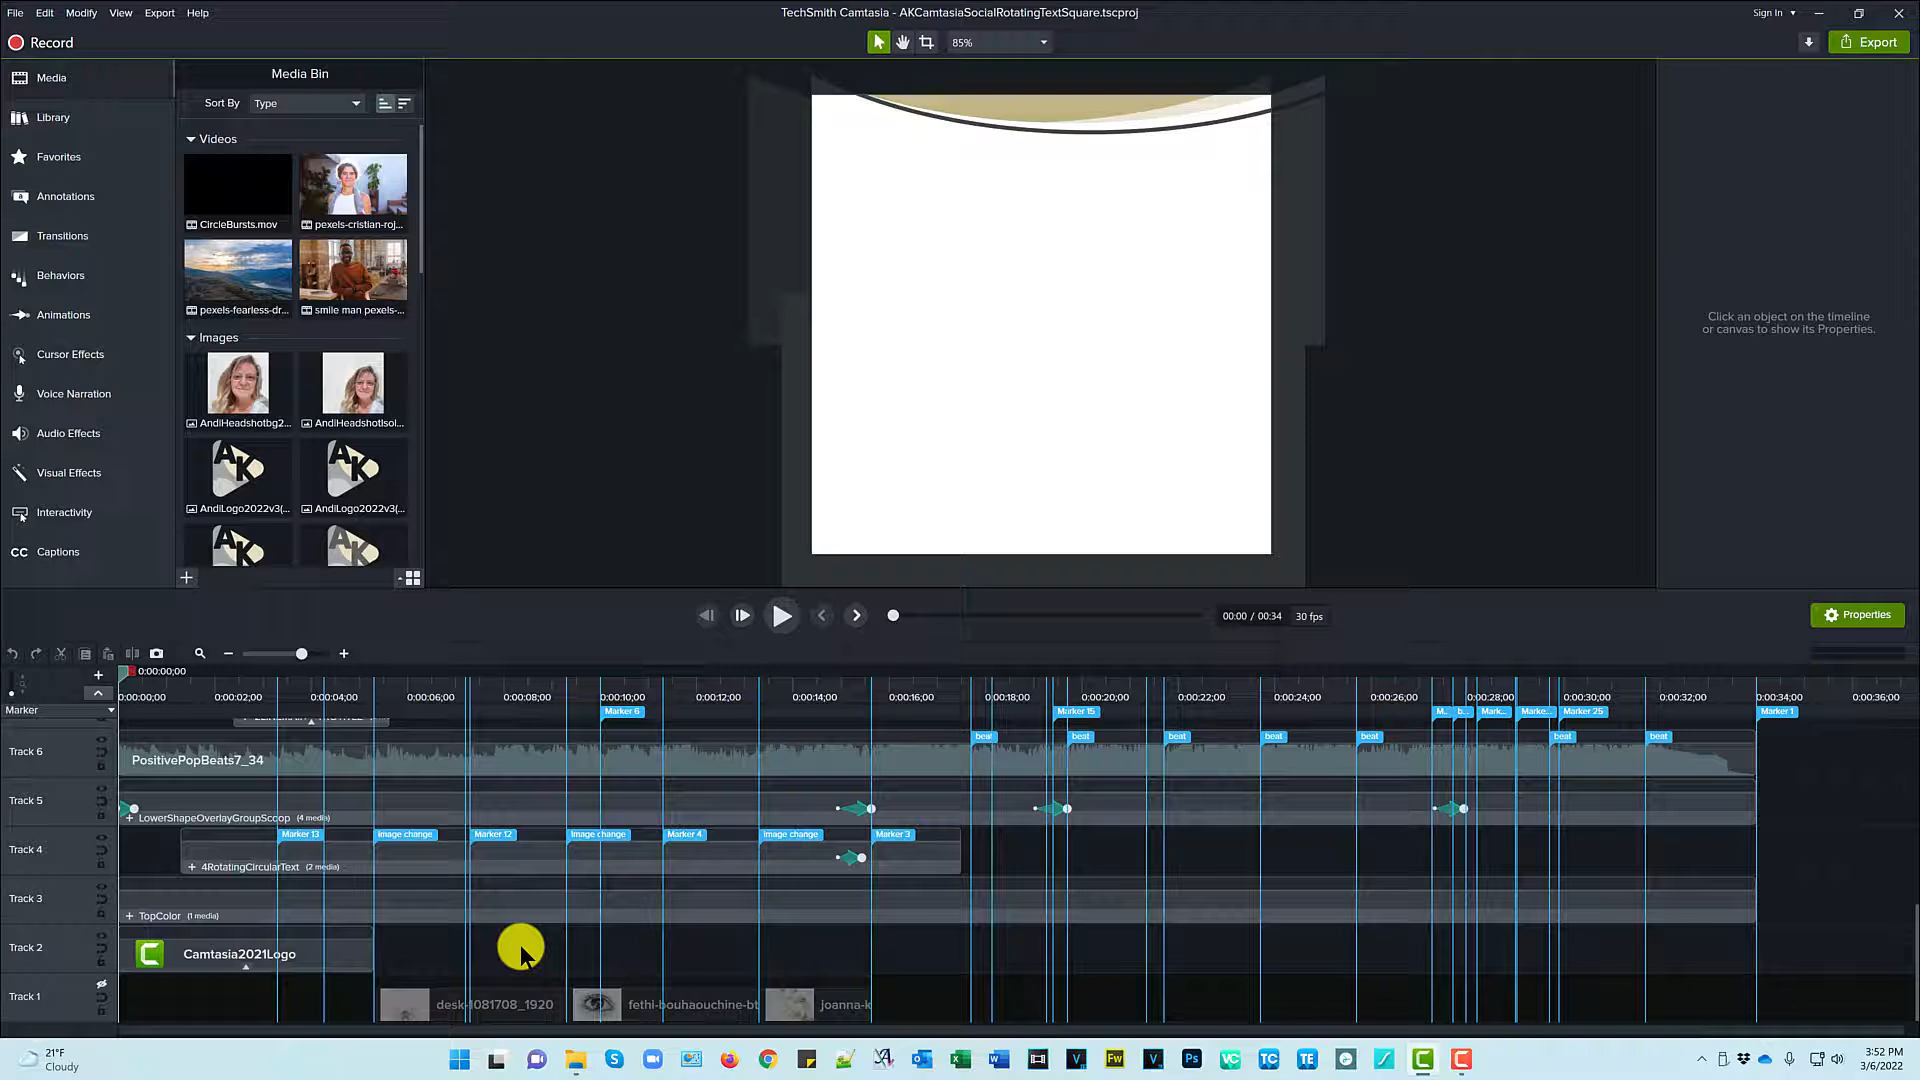 File Edit Modify View Export Help
TechSmith Camtasia - AKCamtasiaSocialRotatingTextSquare.tscproj
Sign In
Record
85%
Export
Media
Library
Favorites
Annotations
Transitions
Behaviors
Animations
Cursor Effects
Voice Narration
Audio Effects
Visual Effects
Interactivity
CC Captions
Media Bin
Sort By Type
Videos
CircleBursts.mov
pexels-cristian-roj...
pexels-fearless-dr...
smile man pexels-...
Images
AndiHeadshotbg2...
AndiHeadshotIsol...
AK AK
AndiLogo2022v3(...
AndiLogo2022v3(...
AK AK
Click an object on the timeline
or canvas to show its Properties.
00:00 / 00:34 30 fps
Properties
0:00:00;00
0:00:00;00 0:00:02;00 0:00:04;00 0:00:06;00 0:00:08;00 0:00:10;00 0:00:12;00 0:00:14;00 0:00:16;00 0:00:18;00 0:00:20;00 0:00:22;00 0:00:24;00 0:00:26;00 0:00:28;00 0:00:30;00 0:00:32;00 0:00:34;00 0:00:36;00
Marker
Marker 6 Marker 15 M... b... Mark... Marke... Marker 25 Marker 1
beat beat beat beat beat beat beat
Track 6
PositivePopBeats7_34
Track 5
LowerShapeOverlayGroupScoop (4 media)
Marker 13 Image change Marker 12 Image change Marker 4 Image change Marker 3
Track 4
4RotatingCircularText (2 media)
Track 3
TopColor (1 media)
Track 2
Camtasia2021Logo
Track 1
desk-1081708_1920 fethi-bouhaouchine-bt joanna-k
21°F
Cloudy
3:52 PM
3/6/2022